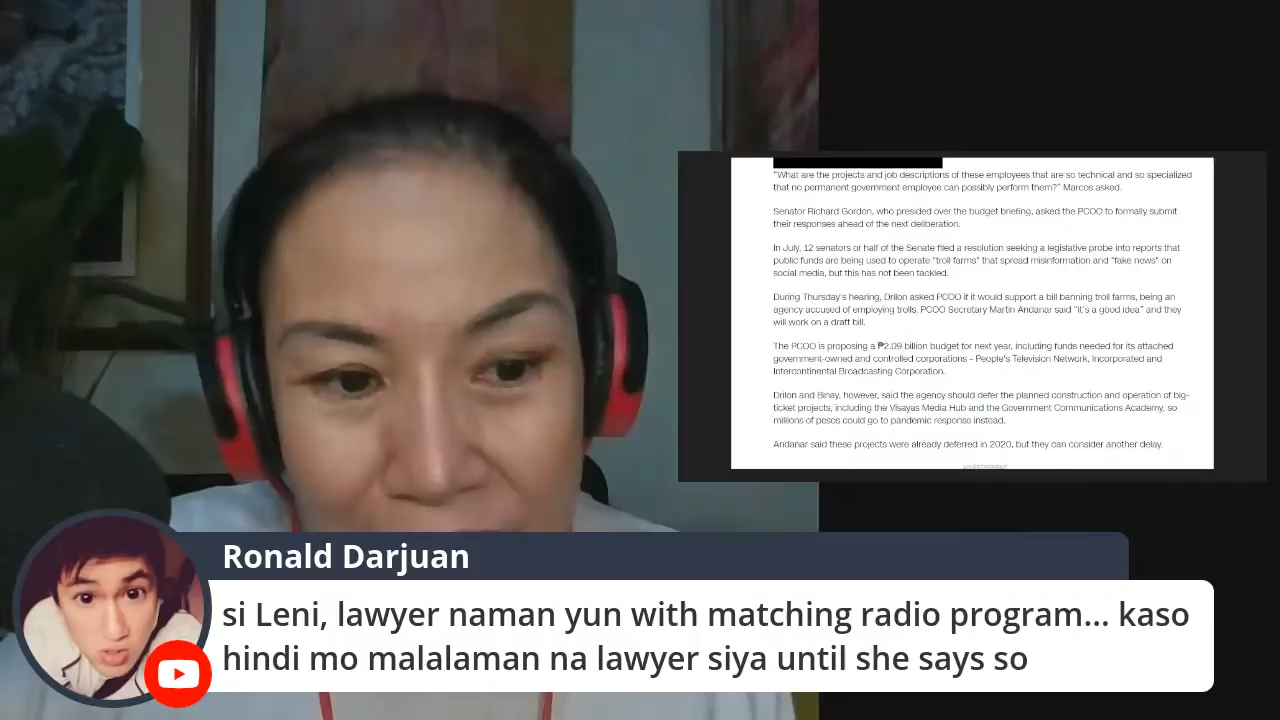 "What are the projects and job descriptions of these employees that are so technical and so specialized
that no permanent government employee can possibly perform them?" Marcos asked.
Senator Richard Gordon, who presided over the budget briefing, asked the PCOO to formally submit
their responses ahead of the next deliberation.
In July, 12 senators or half of the Senate filed a resolution seeking a legislative probe into reports that
public funds are being used to operate "troll farms" that spread misinformation and "fake news" on
social media, but this has not been tackled.
During Thursday's hearing, Drilon asked PCOO if it would support a bill banning troll farms, being an
agency accused of employing trolls. PCOO Secretary Martin Andanar said "it's a good idea" and they
will work on a draft bill.
The PCOO is proposing a ₱2.09 billion budget for next year, including funds needed for its attached
government-owned and controlled corporations - People's Television Network, Incorporated and
Intercontinental Broadcasting Corporation.
Drilon and Binay, however, said the agency should defer the planned construction and operation of big-
ticket projects, including the Visayas Media Hub and the Government Communications Academy, so
millions of pesos could go to pandemic response instead.
Andanar said these projects were already deferred in 2020, but they can consider another delay.
ADVERTISEMENT
Ronald Darjuan
si Leni, lawyer naman yun with matching radio program... kaso
hindi mo malalaman na lawyer siya until she says so